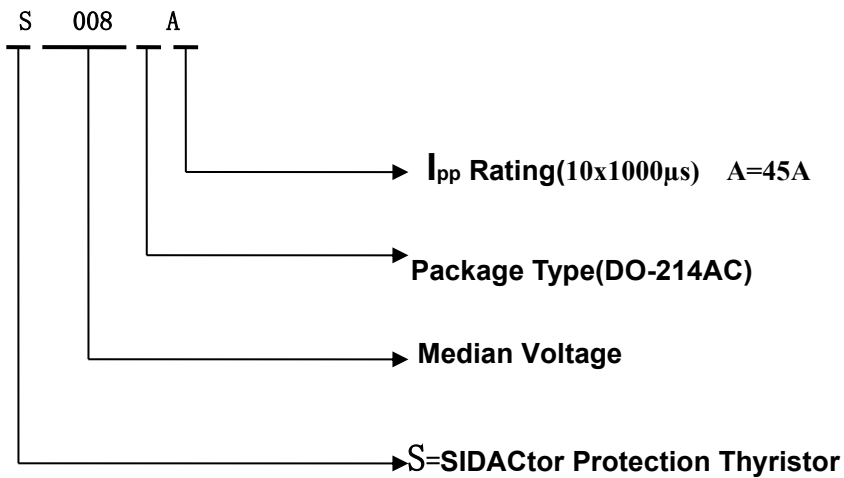 S 008 A
Ipp Rating(10x1000μs) A=45A
Package Type(DO-214AC)
Median Voltage
S=SIDACtor Protection Thyristor